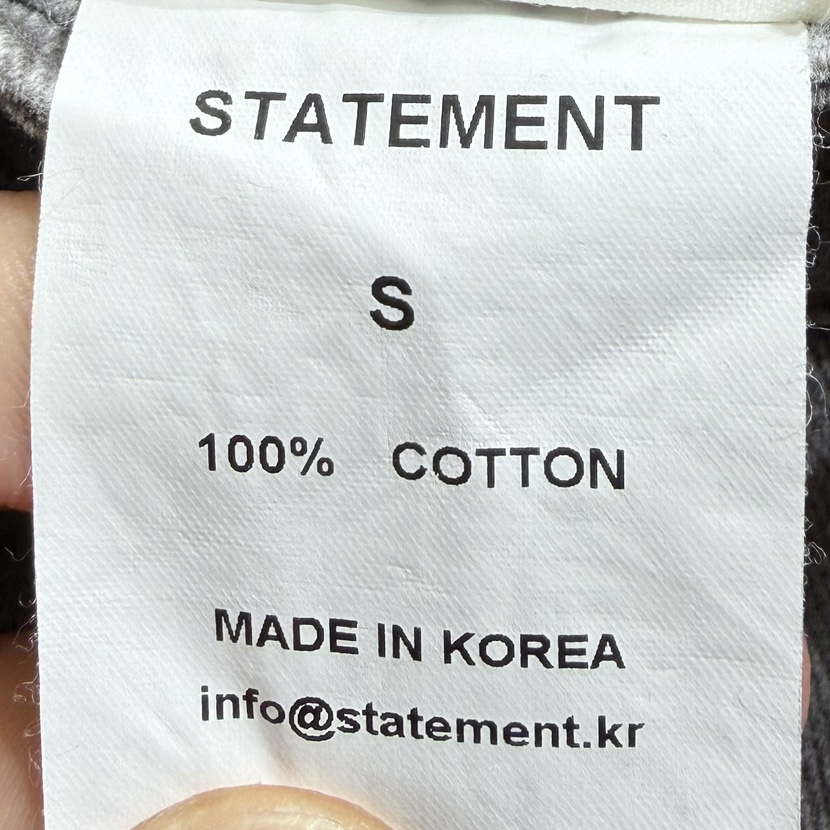 STATEMENT
S
100% COTTON
MADE IN KOREA
info@statement.kr